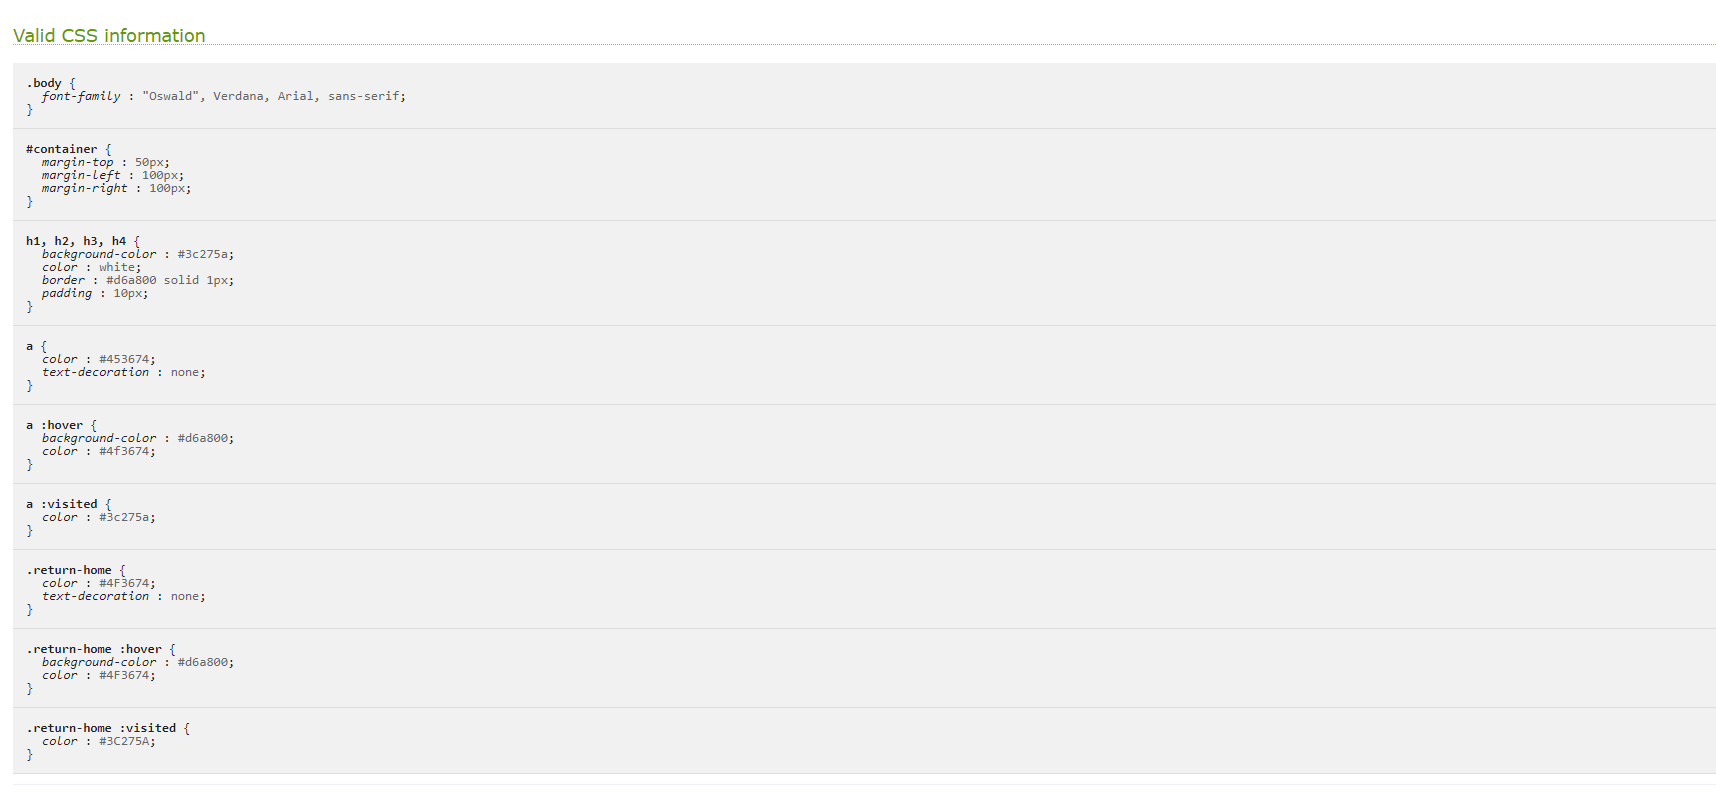 Valid CSS information
.body {
font-family : "Oswald", Verdana, Arial, sans-serif;
}
#container {
margin-top : 50px;
margin-left : 100px;
margin-right : 100px;
}
h1, h2, h3, h4 {
background-color : #3c275a;
color : white;
border : #d6a800 solid 1px;
padding : 10px;
}
a {
color : #453674;
text-decoration : none;
}
a :hover {
background-color : #d6a800;
color : #4f3674;
}
a :visited {
color : #3c275a;
}
.return-home {
color : #4F3674;
text-decoration : none;
}
.return-home :hover {
background-color : #d6a800;
color : #4F3674;
}
.return-home :visited {
color : #3C275A;
}